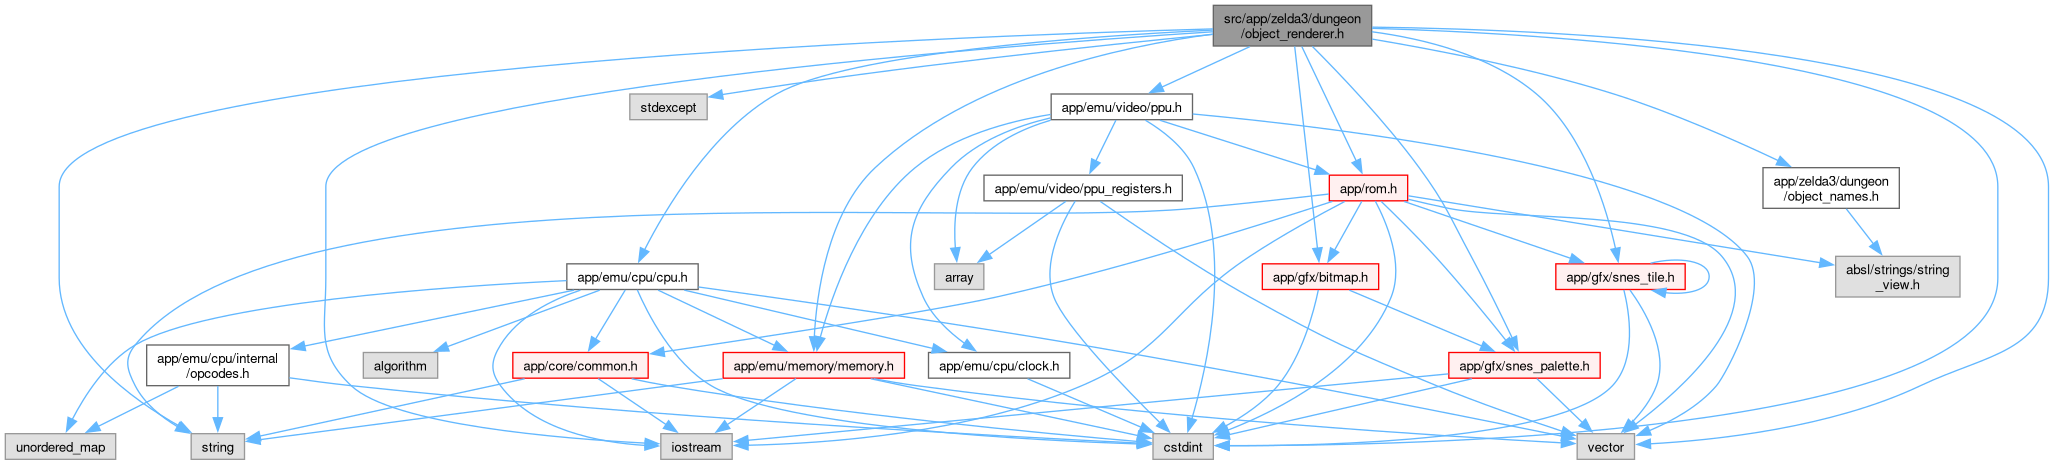 src/app/zelda3/dungeon
/object_renderer.h
stdexcept
app/emu/video/ppu.h
app/emu/video/ppu_registers.h
app/rom.h
app/zelda3/dungeon
/object_names.h
app/emu/cpu/cpu.h
array
app/gfx/bitmap.h
app/gfx/snes_tile.h
absl/strings/string
_view.h
app/emu/cpu/internal
/opcodes.h
algorithm
app/core/common.h
app/emu/memory/memory.h
app/emu/cpu/clock.h
app/gfx/snes_palette.h
unordered_map
string
iostream
cstdint
vector